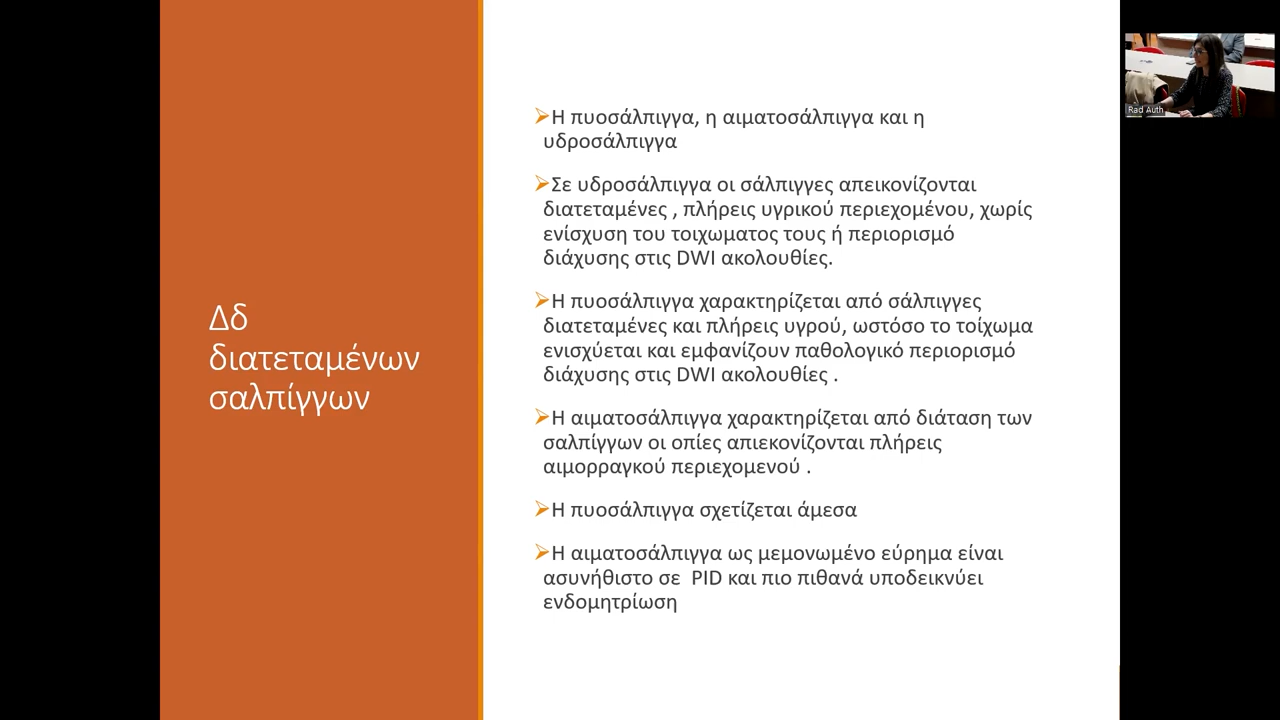 Δδ
διατεταμένων
σαλπίγγων
Η πυοσάλπιγγα, η αιματοσάλπιγγα και η
υδροσάλπιγγα
Σε υδροσάλπιγγα οι σάλπιγγες απεικονίζονται
διατεταμένες , πλήρεις υγρικού περιεχομένου, χωρίς
ενίσχυση του τοιχωματος τους ή περιορισμό
διάχυσης στις DWI ακολουθίες.
Η πυοσάλπιγγα χαρακτηρίζεται από σάλπιγγες
διατεταμένες και πλήρεις υγρού, ωστόσο το τοίχωμα
ενισχύεται και εμφανίζουν παθολογικό περιορισμό
διάχυσης στις DWI ακολουθίες .
Η αιματοσάλπιγγα χαρακτηρίζεται από διάταση των
σαλπίγγων οι οπίες απιεκονίζονται πλήρεις
αιμορραγκού περιεχομενού .
Η πυοσάλπιγγα σχετίζεται άμεσα
Η αιματοσάλπιγγα ως μεμονωμένο εύρημα είναι
ασυνήθιστο σε  PID και πιο πιθανά υποδεικνύει
ενδομητρίωση
Rad Auth